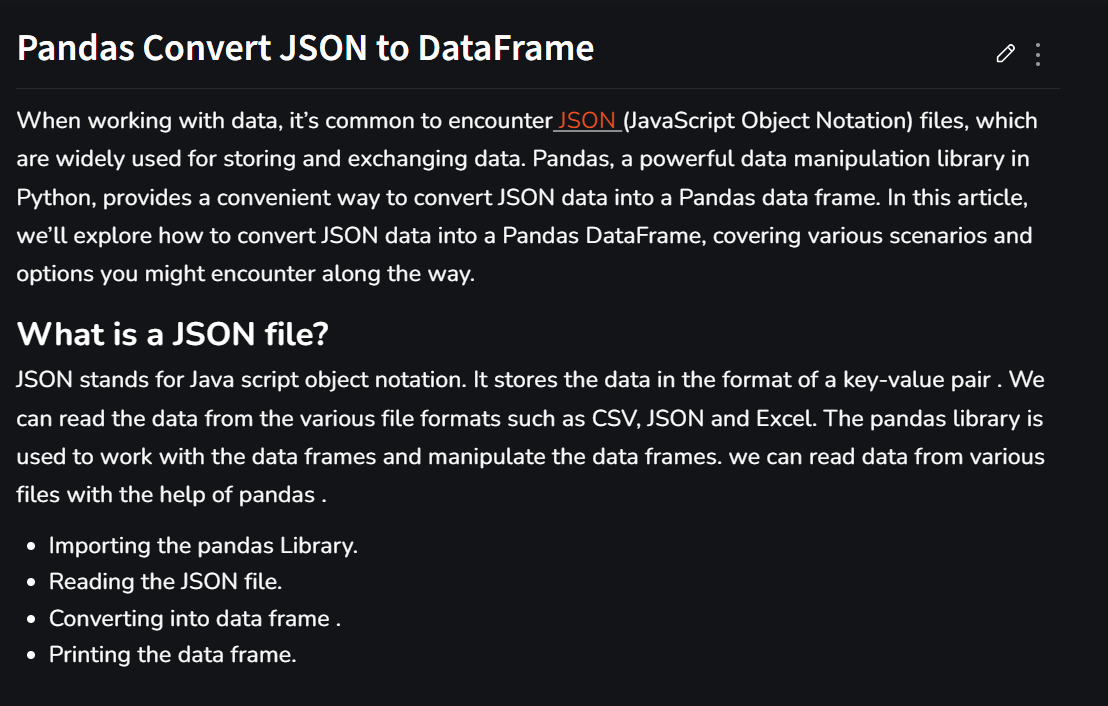 Pandas Convert JSON to DataFrame
When working with data, it’s common to encounter JSON (JavaScript Object Notation) files, which
are widely used for storing and exchanging data. Pandas, a powerful data manipulation library in
Python, provides a convenient way to convert JSON data into a Pandas data frame. In this article,
we’ll explore how to convert JSON data into a Pandas DataFrame, covering various scenarios and
options you might encounter along the way.
What is a JSON file?
JSON stands for Java script object notation. It stores the data in the format of a key-value pair . We
can read the data from the various file formats such as CSV, JSON and Excel. The pandas library is
used to work with the data frames and manipulate the data frames. we can read data from various
files with the help of pandas .
• Importing the pandas Library.
• Reading the JSON file.
• Converting into data frame .
• Printing the data frame.